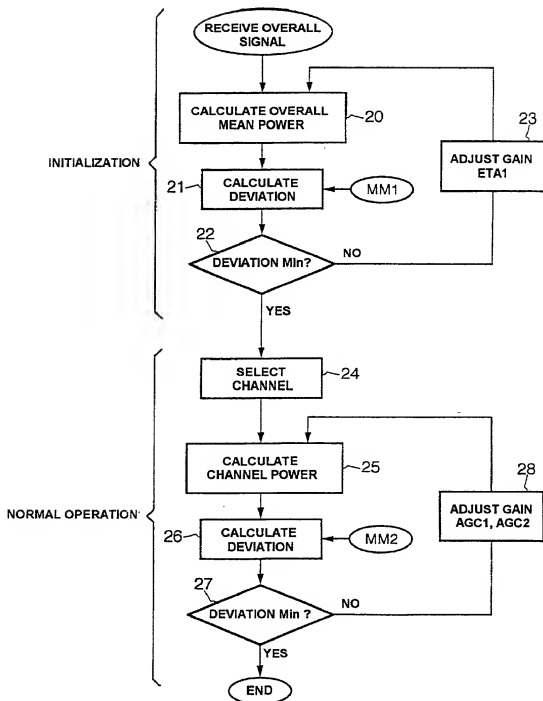 RECEIVE OVERALL
SIGNAL
CALCULATE OVERALL
MEAN POWER
20
23
ADJUST GAIN
ETA1
INITIALIZATION
21
CALCULATE
DEVIATION
MM1
22
DEVIATION Min?
NO
YES
SELECT
CHANNEL
24
CALCULATE
CHANNEL POWER
25
28
ADJUST GAIN
AGC1, AGC2
NORMAL OPERATION
26
CALCULATE
DEVIATION
MM2
27
DEVIATION Min ?
NO
YES
END